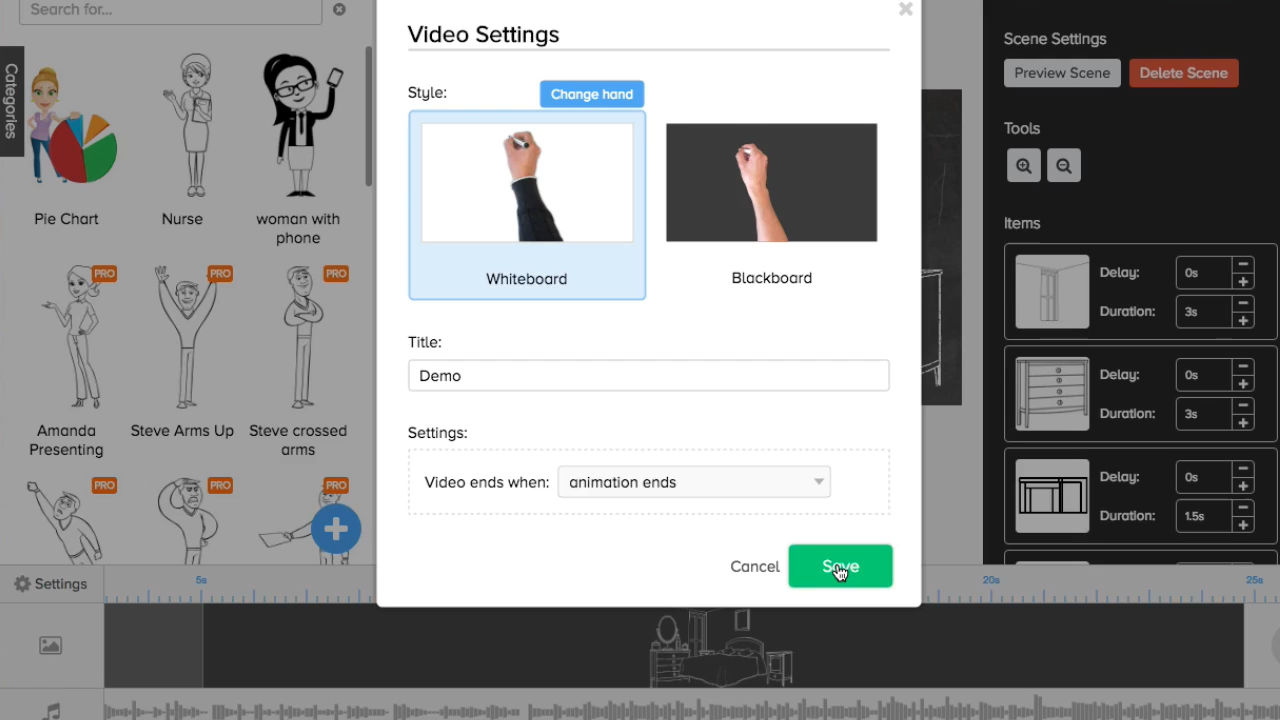 Search for...
Categories
Pie Chart
Nurse
woman with
phone
PRO
PRO
PRO
Amanda
Presenting
Steve Arms Up
Steve crossed
arms
PRO
PRO
PRO
Video Settings
Style:
Change hand
Whiteboard
Blackboard
Title:
Demo
Settings:
Video ends when: animation ends
Cancel
Save
Scene Settings
Preview Scene
Delete Scene
Tools
Items
Delay: 0s
Duration: 3s
Delay: 0s
Duration: 3s
Delay: 0s
Duration: 1.5s
Settings
5s
20s
25s